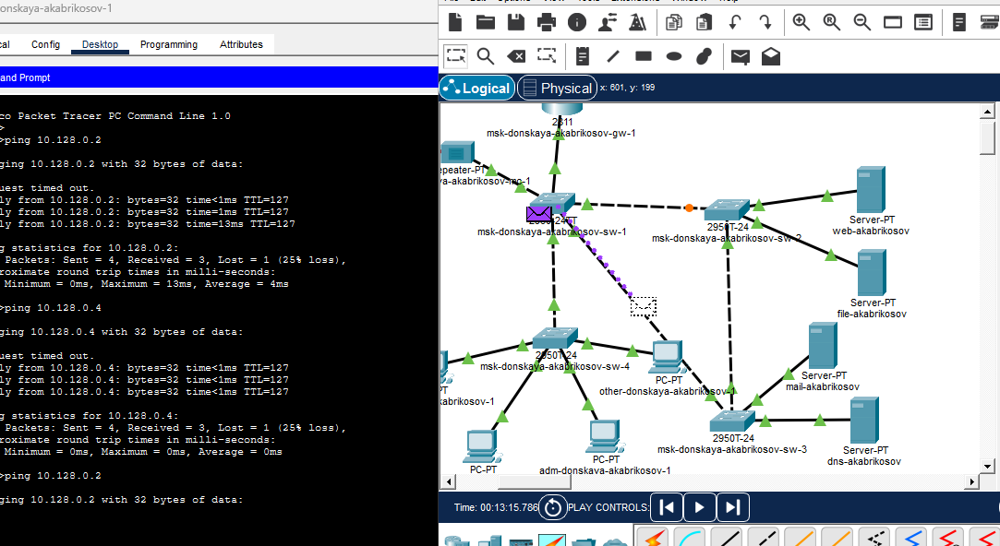 onskaya-akabrikosov-1
cal Config Desktop Programming Attributes
and Prompt
co Packet Tracer PC Command Line 1.0
>
>ping 10.128.0.2
ging 10.128.0.2 with 32 bytes of data:
uest timed out.
ly from 10.128.0.2: bytes=32 time<1ms TTL=127
ly from 10.128.0.2: bytes=32 time=1ms TTL=127
ly from 10.128.0.2: bytes=32 time=13ms TTL=127
g statistics for 10.128.0.2:
Packets: Sent = 4, Received = 3, Lost = 1 (25% loss),
roximate round trip times in milli-seconds:
Minimum = 0ms, Maximum = 13ms, Average = 4ms
>ping 10.128.0.4
ging 10.128.0.4 with 32 bytes of data:
uest timed out.
ly from 10.128.0.4: bytes=32 time<1ms TTL=127
ly from 10.128.0.4: bytes=32 time<1ms TTL=127
ly from 10.128.0.4: bytes=32 time<1ms TTL=127
g statistics for 10.128.0.4:
Packets: Sent = 4, Received = 3, Lost = 1 (25% loss),
roximate round trip times in milli-seconds:
Minimum = 0ms, Maximum = 0ms, Average = 0ms
>ping 10.128.0.2
ging 10.128.0.2 with 32 bytes of data:
Logical Physical x: 601, y: 199
2811
msk-donskaya-akabrikosov-gw-1
epeater-PT
ya-akabrikosov-mc-1
msk-donskaya-akabrikosov-sw-1
2950T-24
msk-donskaya-akabrikosov-sw-2
Server-PT
web-akabrikosov
Server-PT
file-akabrikosov
2950T-24
msk-donskaya-akabrikosov-sw-4
PT
kabrikosov-1
PC-PT
other-donskaya-akabrikosov-1
Server-PT
mail-akabrikosov
PC-PT
PC-PT
adm-donskaya-akabrikosov-1
2950T-24
msk-donskaya-akabrikosov-sw-3
Server-PT
dns-akabrikosov
Time: 00:13:15.786 PLAY CONTROLS: